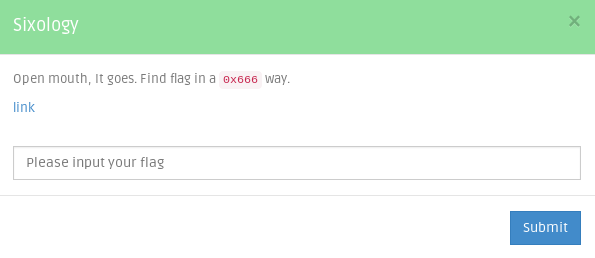 Sixology
×
Open mouth, It goes. Find flag in a 0x666 way.
link
Please input your flag
Submit